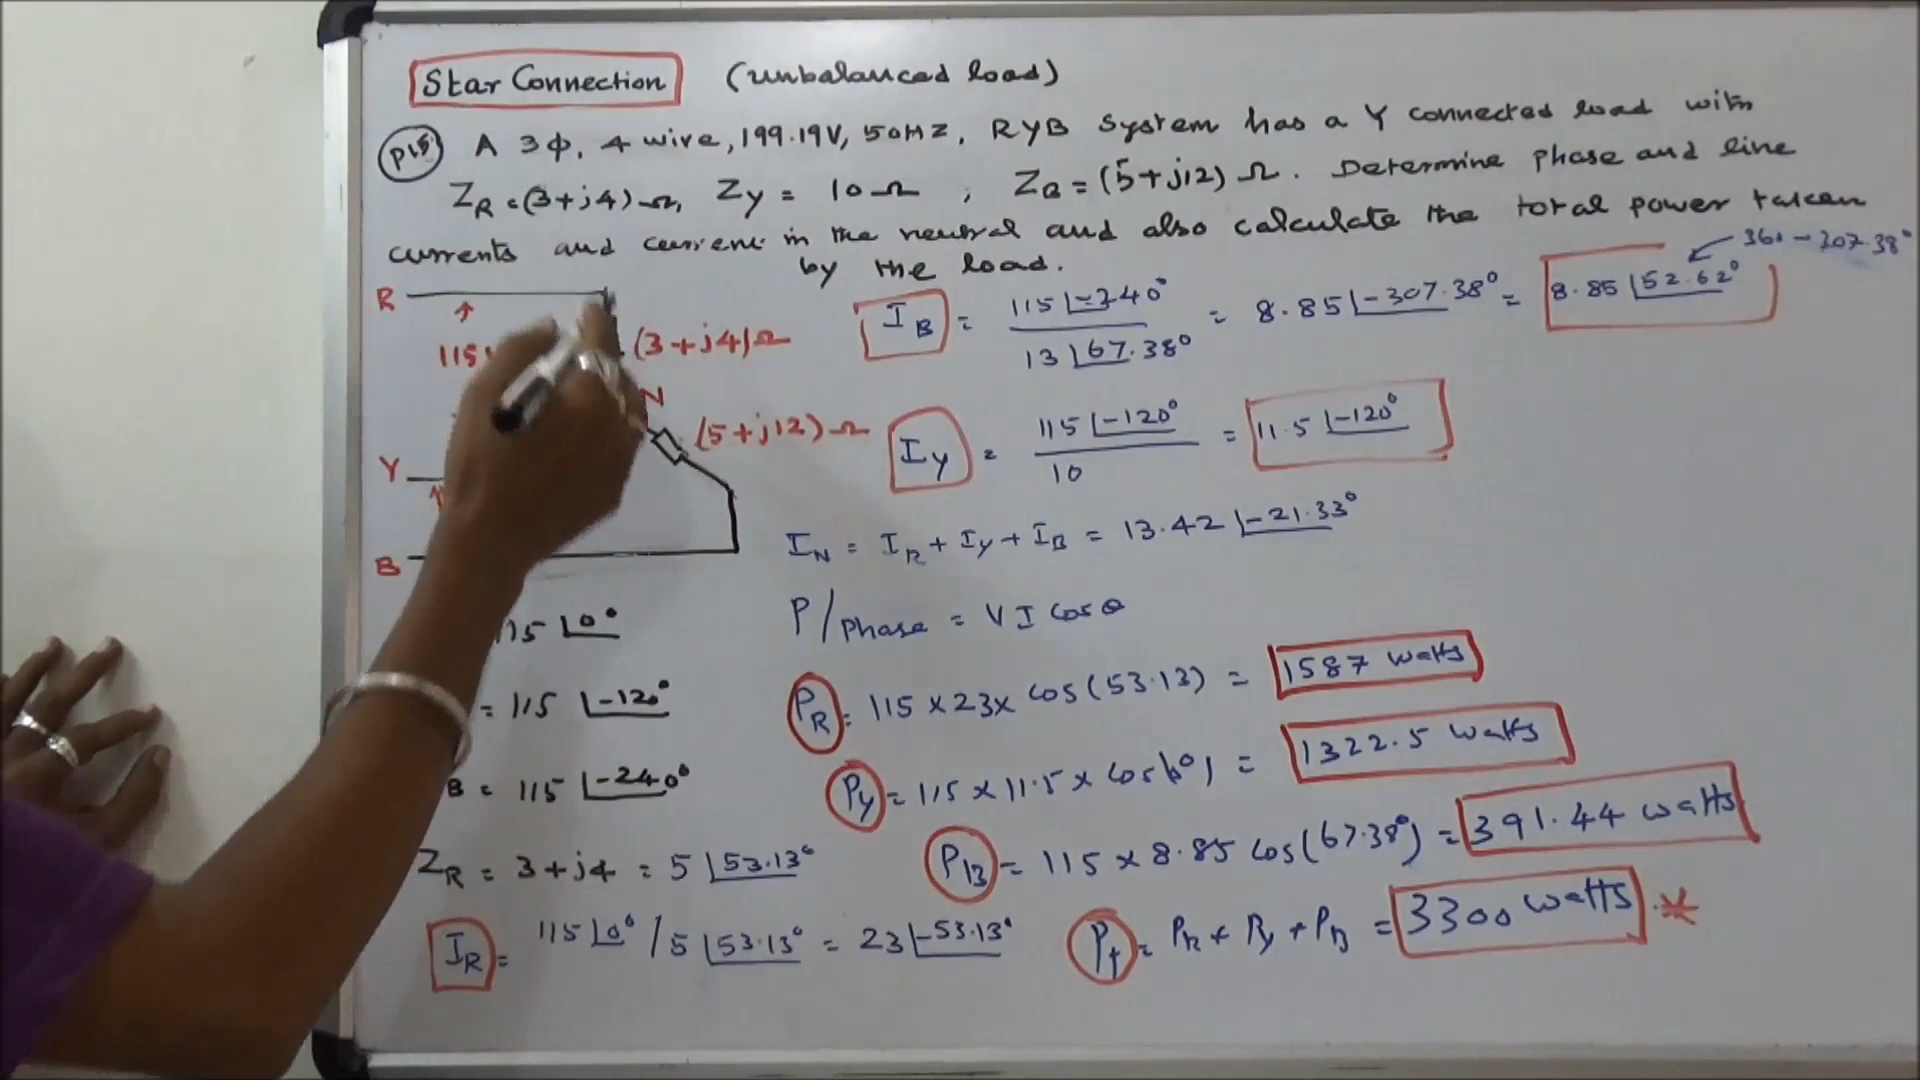 Star Connection (unbalanced load)
P15 A 3φ, 4 wire, 199.19V, 50HZ, RYB system has a Y connected load with
ZR = (3+j4) Ω, Zy = 10 Ω ; ZB = (5+j12) Ω. Determine phase and line
currents and current in the neutral and also calculate the total power taken
by the load.
R
115
(3+j4)Ω
N
(5+j12) Ω
Y
B
115 ∠0°
= 115 ∠-120°
B = 115 ∠-240°
ZR = 3+j4 = 5 ∠53.13°
IR = 115 ∠0° / 5 ∠53.13° = 23 ∠-53.13°
360 - 307.38°
IB = 115 ∠-240° / 13 ∠67.38° = 8.85 ∠-307.38° = 8.85 ∠52.62°
Iy = 115 ∠-120° / 10 = 11.5 ∠-120°
IN = IR + Iy + IB = 13.42 ∠-21.33°
P/Phase = V I Cos θ
PR = 115 × 23 × cos(53.13) = 1587 watts
Py = 115 × 11.5 × cos(0°) = 1322.5 watts
PB = 115 × 8.85 cos(67.38°) = 391.44 watts
Pt = PR + Py + PB = 3300 watts *